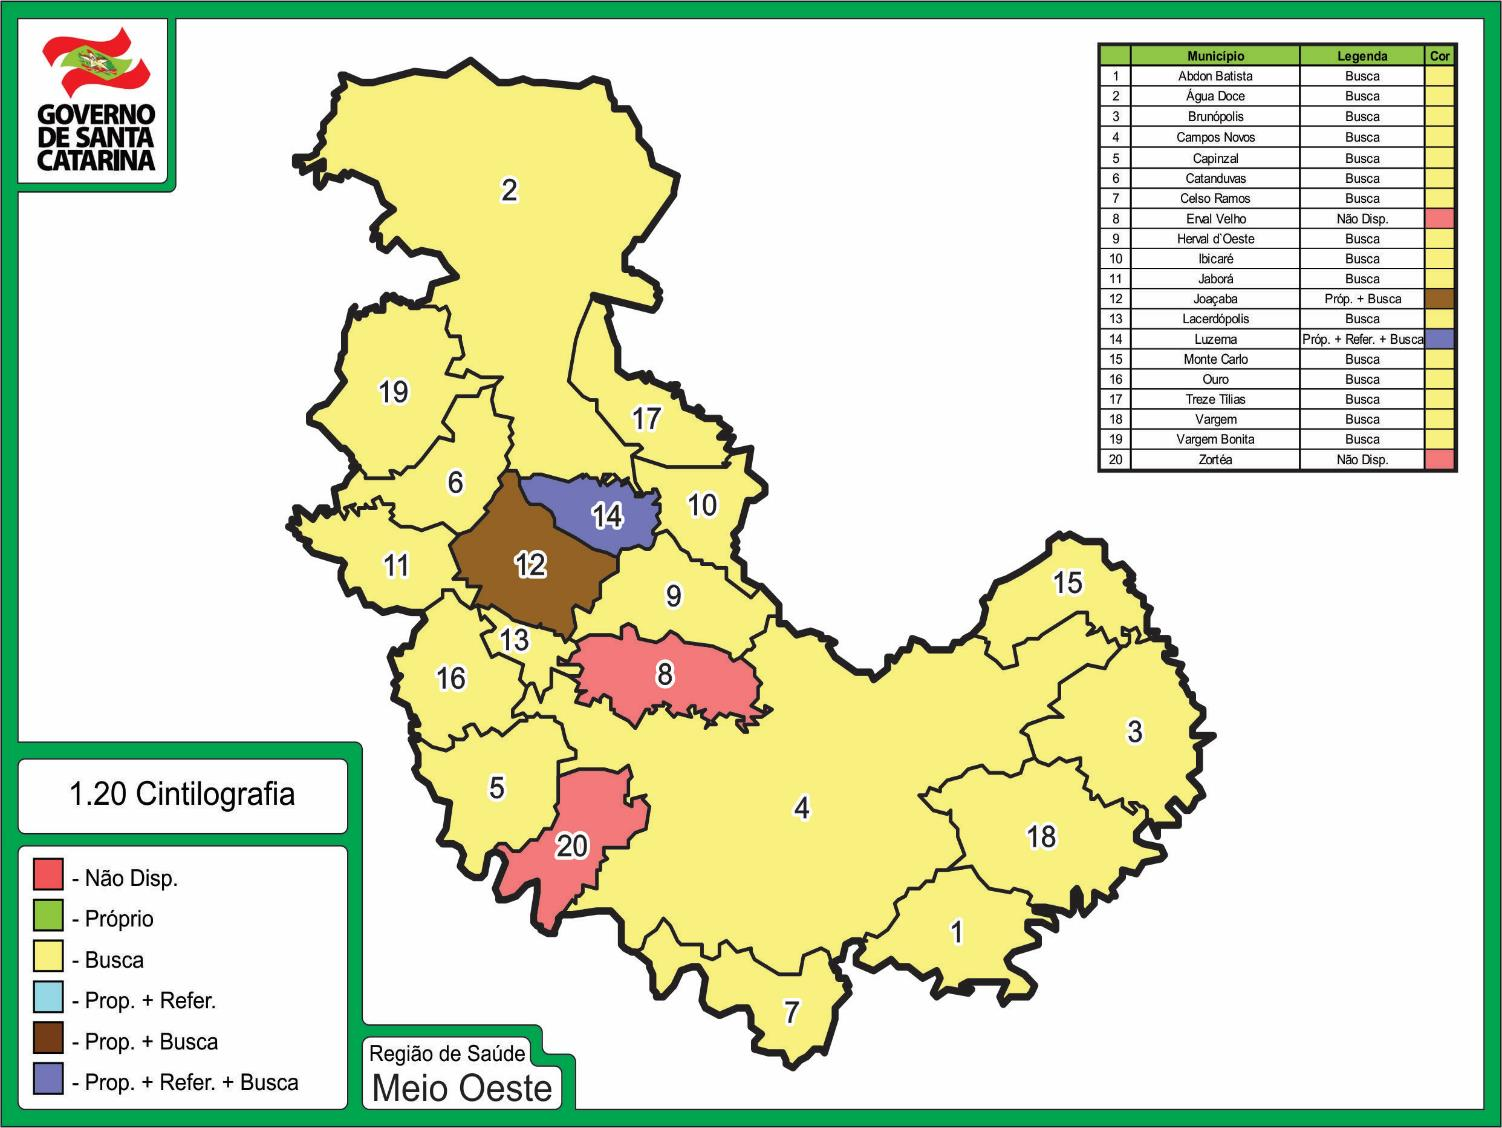 GOVERNO
DE SANTA
CATARINA
Município Legenda Cor
1 Abdon Batista Busca
2 Água Doce Busca
3 Brunópolis Busca
4 Campos Novos Busca
5 Capinzal Busca
6 Catanduvas Busca
7 Celso Ramos Busca
8 Erval Velho Não Disp.
9 Herval d`Oeste Busca
10 Ibicaré Busca
11 Jaborá Busca
12 Joaçaba Próp. + Busca
13 Lacerdópolis Busca
14 Luzerna Próp. + Refer. + Busca
15 Monte Carlo Busca
16 Ouro Busca
17 Treze Tílias Busca
18 Vargem Busca
19 Vargem Bonita Busca
20 Zortéa Não Disp.
2
19
17
6
10
14
11
12
15
9
13
8
16
3
5
4
18
20
1
7
1.20 Cintilografia
- Não Disp.
- Próprio
- Busca
- Prop. + Refer.
- Prop. + Busca
- Prop. + Refer. + Busca
Região de Saúde
Meio Oeste